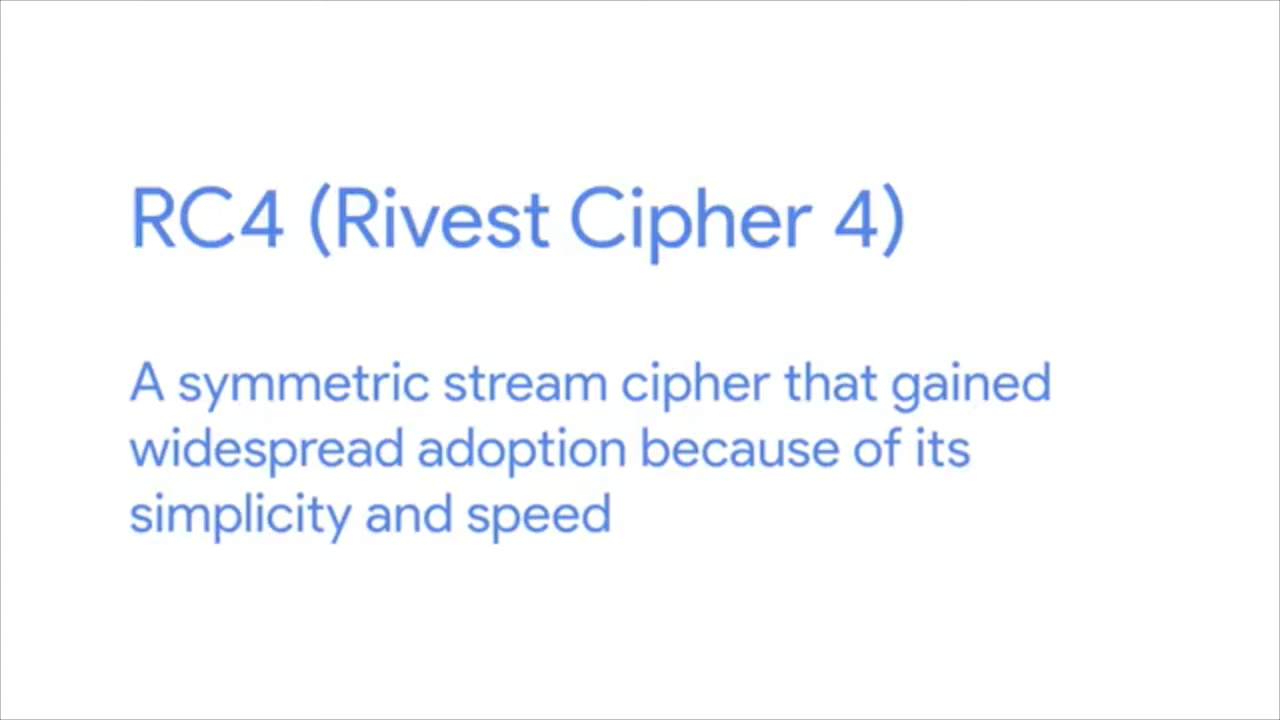 RC4 (Rivest Cipher 4)
A symmetric stream cipher that gained
widespread adoption because of its
simplicity and speed